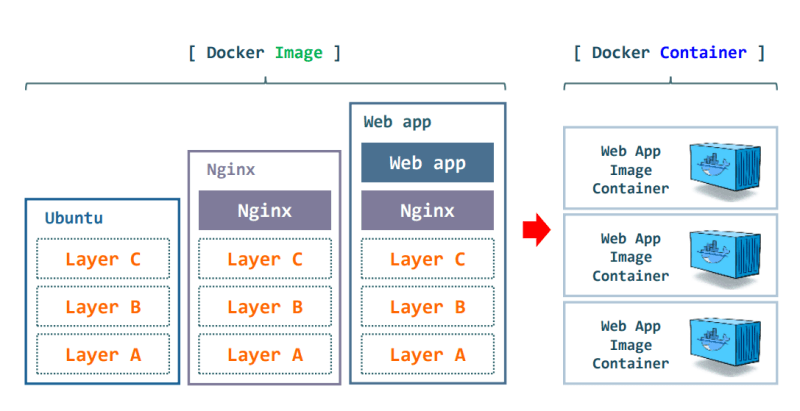 [ Docker Image ]
[ Docker Container ]
Ubuntu
Layer C
Layer B
Layer A
Nginx
Nginx
Layer C
Layer B
Layer A
Web app
Web app
Nginx
Layer C
Layer B
Layer A
Web App
Image
Container
Web App
Image
Container
Web App
Image
Container